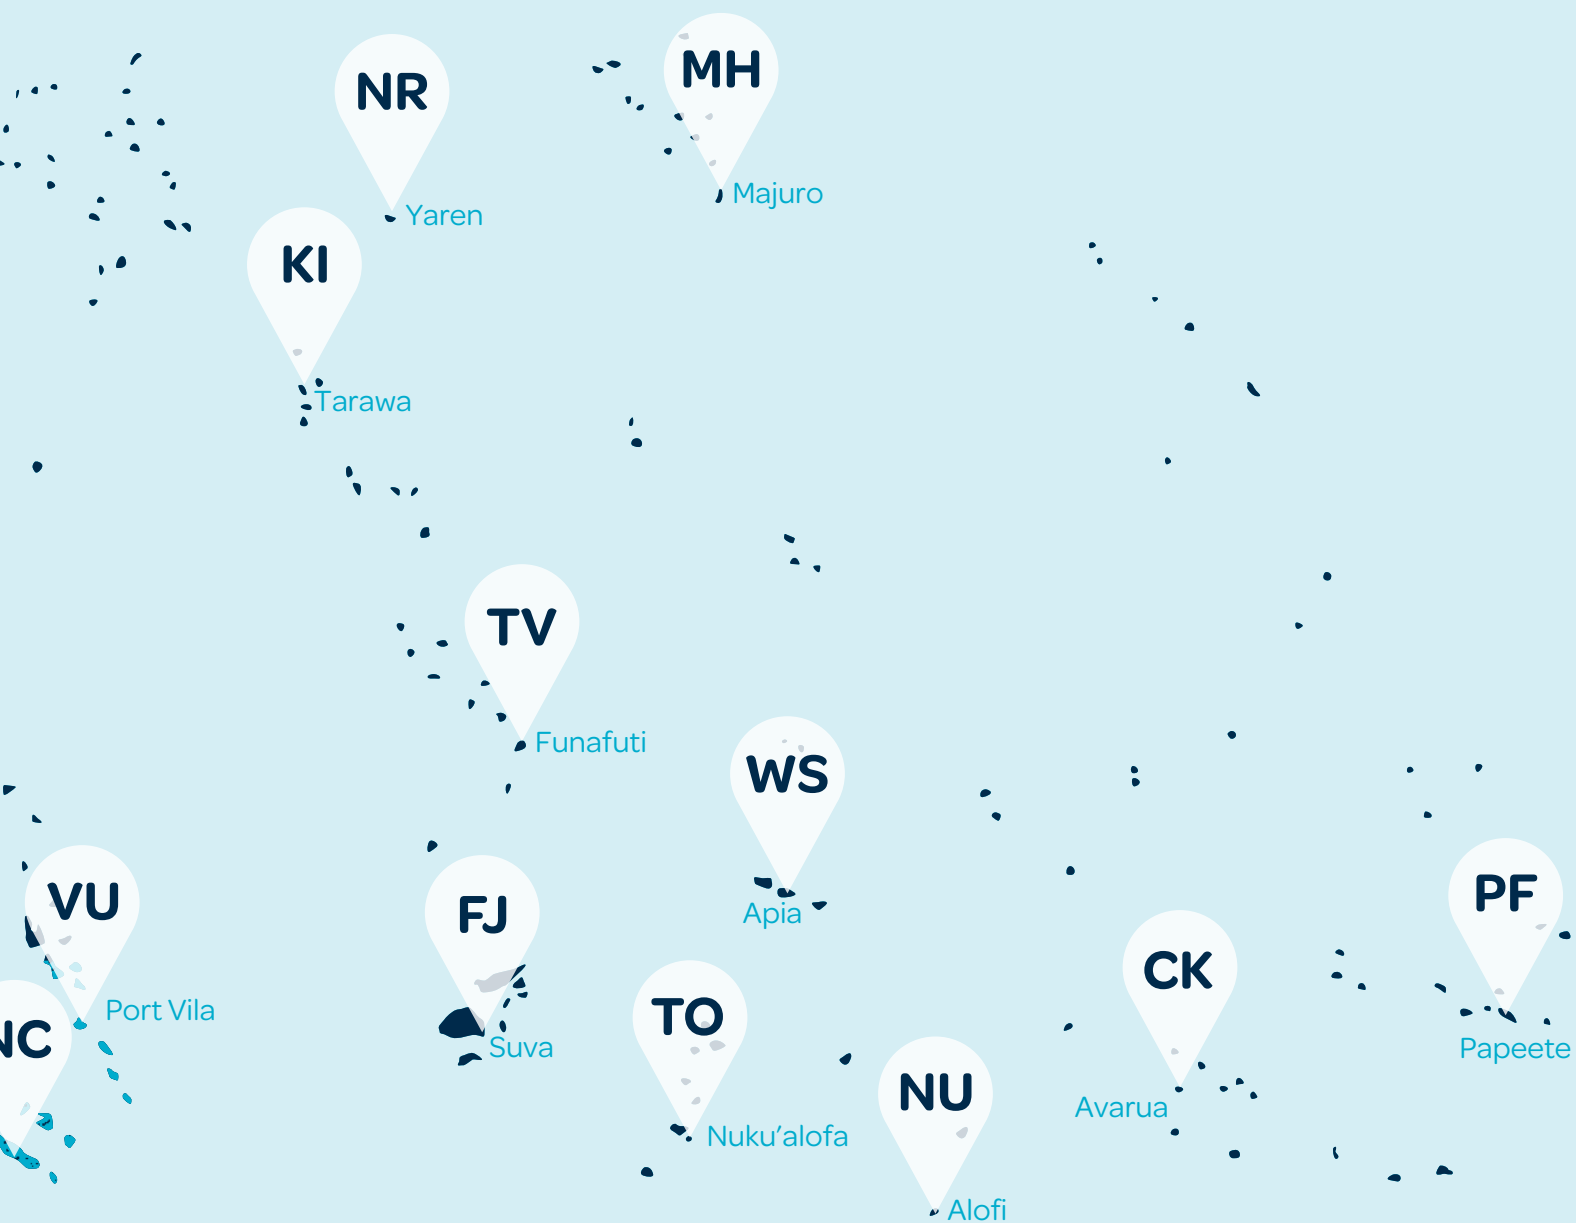 MH
NR
Majuro
Yaren
KI
Tarawa
TV
Funafuti
WS
Apia
VU
Port Vila
FJ
Suva
PF
Papeete
CK
Avarua
TO
Nuku’alofa
NC
NU
Alofi